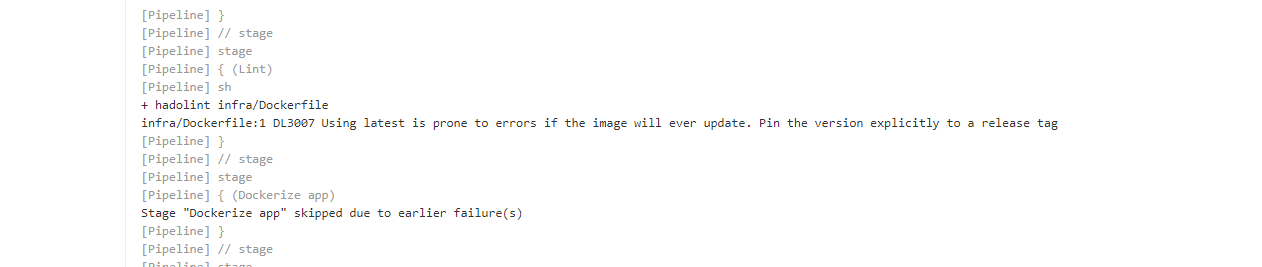 [Pipeline] }
[Pipeline] // stage
[Pipeline] stage
[Pipeline] { (Lint)
[Pipeline] sh
+ hadolint infra/Dockerfile
infra/Dockerfile:1 DL3007 Using latest is prone to errors if the image will ever update. Pin the version explicitly to a release tag
[Pipeline] }
[Pipeline] // stage
[Pipeline] stage
[Pipeline] { (Dockerize app)
Stage "Dockerize app" skipped due to earlier failure(s)
[Pipeline] }
[Pipeline] // stage
[Pipeline] stage